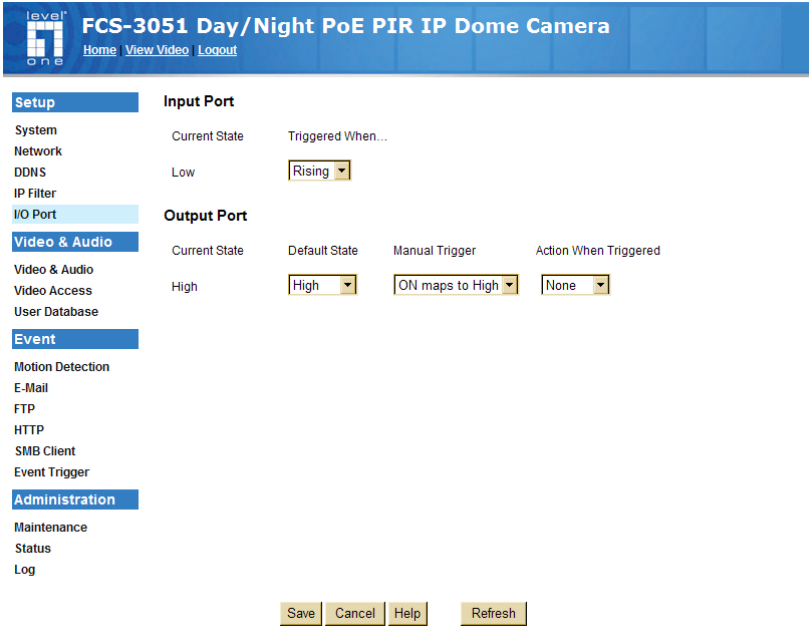 level one
FCS-3051 Day/Night PoE PIR IP Dome Camera
Home | View Video | Logout
Setup
System
Network
DDNS
IP Filter
I/O Port
Video & Audio
Video & Audio
Video Access
User Database
Event
Motion Detection
E-Mail
FTP
HTTP
SMB Client
Event Trigger
Administration
Maintenance
Status
Log
Input Port
Current State Triggered When...
Low Rising
Output Port
Current State Default State Manual Trigger Action When Triggered
High High ON maps to High None
Save Cancel Help Refresh